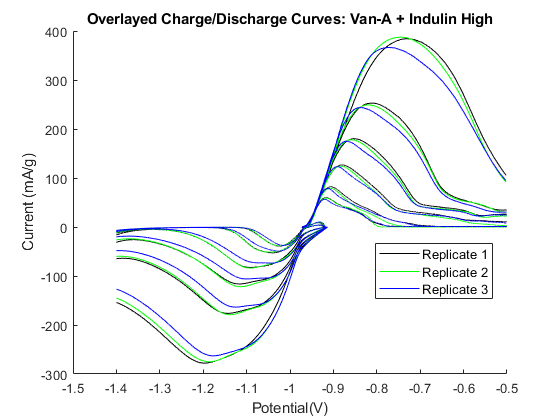 Overlayed Charge/Discharge Curves: Van-A + Indulin High
Current (mA/g)
400
300
200
100
0
-100
-200
-300
Replicate 1
Replicate 2
Replicate 3
-1.5 -1.4 -1.3 -1.2 -1.1 -1 -0.9 -0.8 -0.7 -0.6 -0.5
Potential(V)